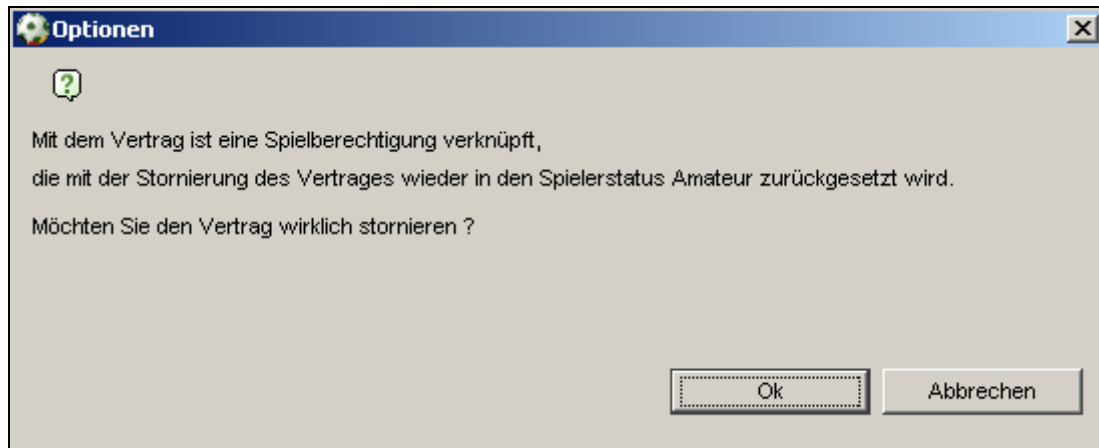 Optionen
?
Mit dem Vertrag ist eine Spielberechtigung verknüpft,
die mit der Stornierung des Vertrages wieder in den Spielerstatus Amateur zurückgesetzt wird.
Möchten Sie den Vertrag wirklich stornieren ?
Ok Abbrechen